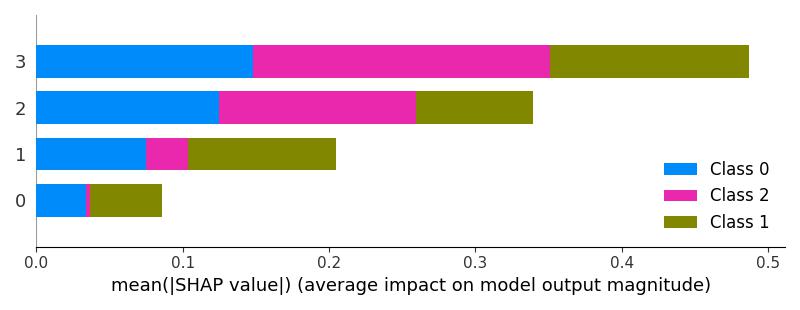 3
2
1
0
Class 0
Class 2
Class 1
0.0 0.1 0.2 0.3 0.4 0.5
mean(|SHAP value|) (average impact on model output magnitude)